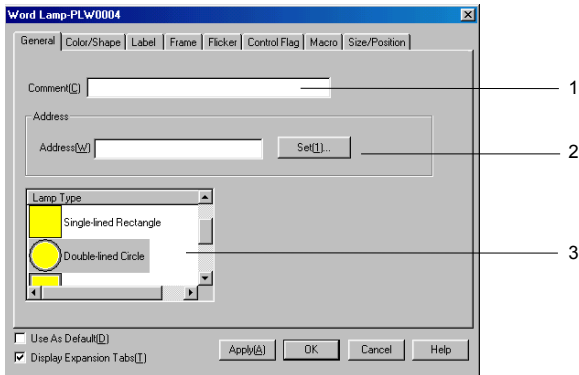 Word Lamp-PLW0004
General Color/Shape Label Frame Flicker Control Flag Macro Size/Position
Comment(C) 1
Address
Address(W) Set(1)... 2
Lamp Type
Single-lined Rectangle
Double-lined Circle 3
Use As Default(D)
Display Expansion Tabs(T)
Apply(A) OK Cancel Help